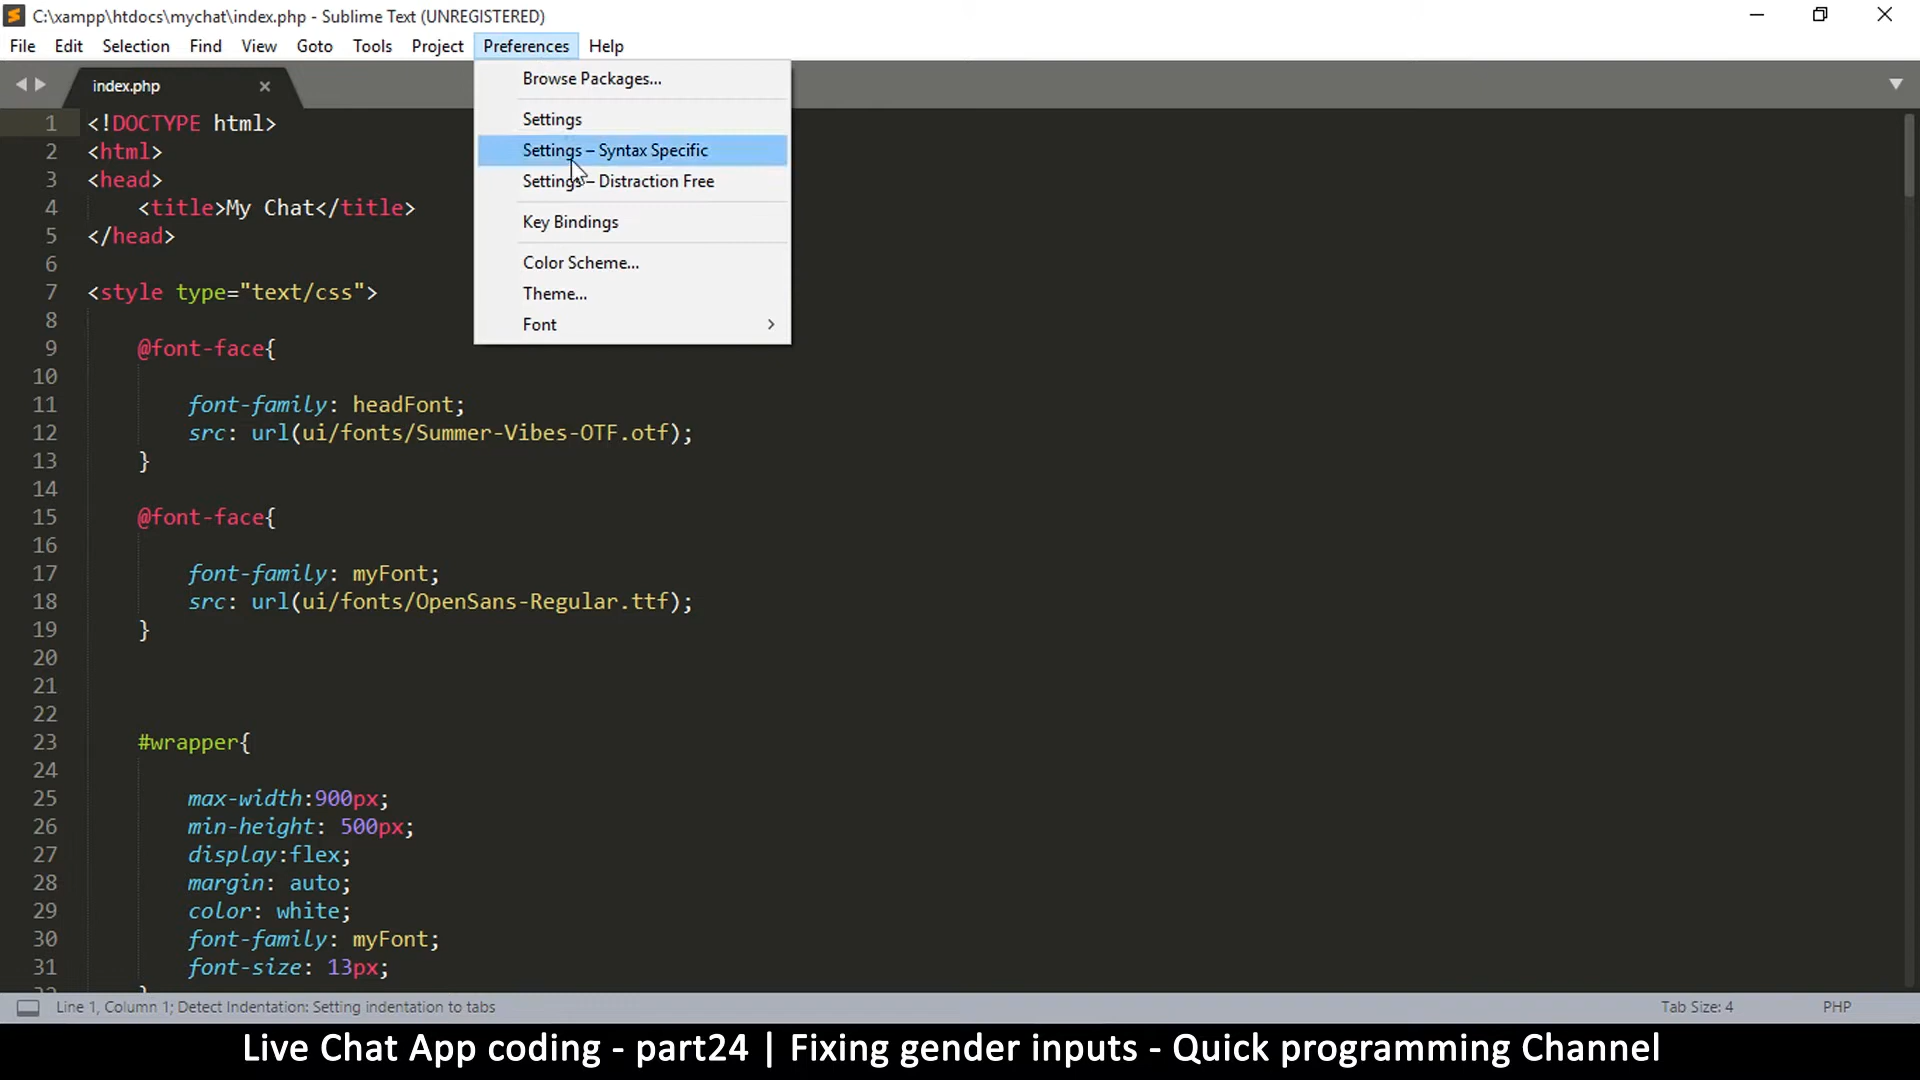 C:\xampp\htdocs\mychat\index.php - Sublime Text (UNREGISTERED)
File Edit Selection Find View Goto Tools Project Preferences Help
index.php
Browse Packages...
Settings
Settings – Syntax Specific
Settings – Distraction Free
Key Bindings
Color Scheme...
Theme...
Font
1 <!DOCTYPE html>
2 <html>
3 <head>
4 <title>My Chat</title>
5 </head>
6
7 <style type="text/css">
8
9 @font-face{
10
11 font-family: headFont;
12 src: url(ui/fonts/Summer-Vibes-OTF.otf);
13 }
14
15 @font-face{
16
17 font-family: myFont;
18 src: url(ui/fonts/OpenSans-Regular.ttf);
19 }
20
21
22
23 #wrapper{
24
25 max-width:900px;
26 min-height: 500px;
27 display:flex;
28 margin: auto;
29 color: white;
30 font-family: myFont;
31 font-size: 13px;
Line 1, Column 1; Detect Indentation: Setting indentation to tabs
Tab Size: 4 PHP
Live Chat App coding - part24 | Fixing gender inputs - Quick programming Channel